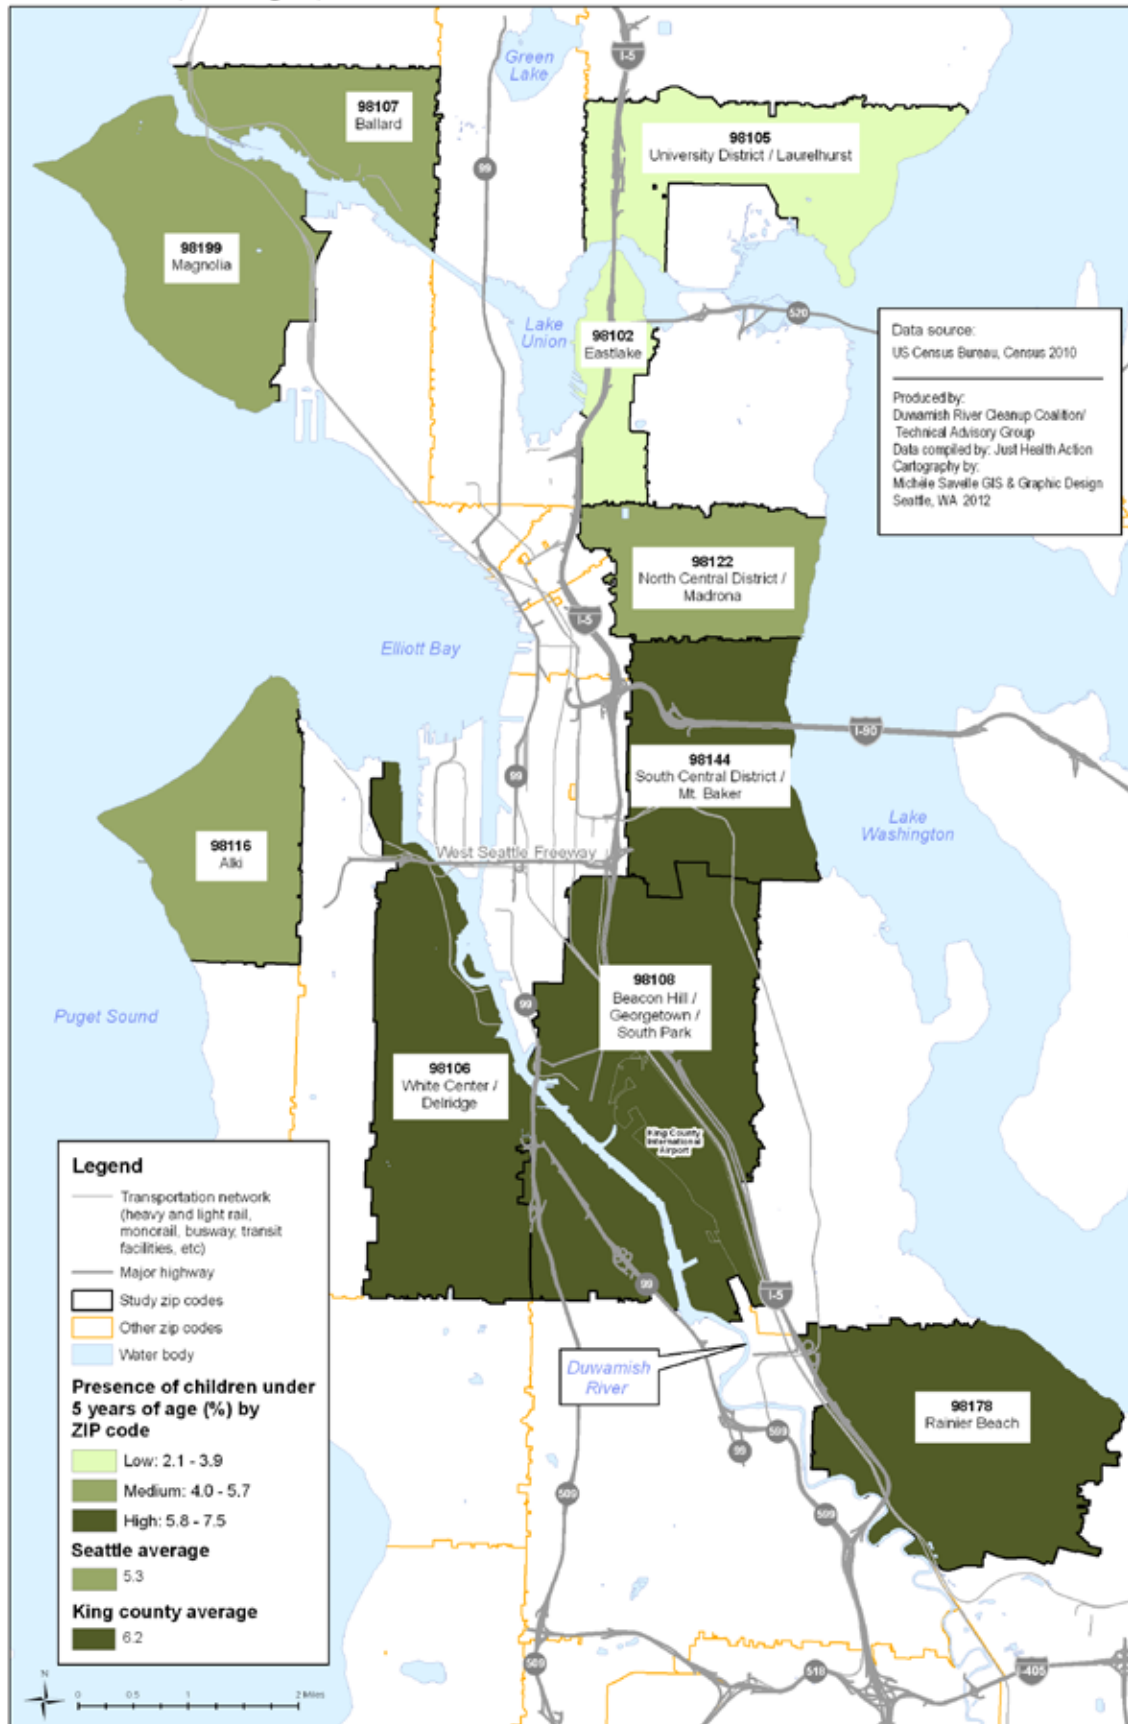 Green
Lake
I-5
98107
Ballard
98105
University District / Laurelhurst
99
98199
Magnolia
Lake
Union
98102
Eastlake
520
Data source:
US Census Bureau, Census 2010
Produced by:
Duwamish River Cleanup Coalition/
Technical Advisory Group
Data compiled by: Just Health Action
Cartography by:
Michele Savelle GIS & Graphic Design
Seattle, WA 2012
98122
North Central District /
Madrona
I-5
Elliott Bay
I-90
98144
South Central District /
Mt. Baker
99
Lake
Washington
98116
Alki
West Seattle Freeway
98108
Beacon Hill /
Georgetown /
South Park
99
Puget Sound
98106
White Center /
Delridge
King County
International
Airport
Legend
Transportation network
(heavy and light rail,
monorail, busway, transit
facilities, etc)
Major highway
Study zip codes
Other zip codes
Water body
Presence of children under
5 years of age (%) by
ZIP code
Low: 2.1 - 3.9
Medium: 4.0 - 5.7
High: 5.8 - 7.5
Seattle average
5.3
King county average
6.2
99
I-5
Duwamish
River
98178
Rainier Beach
599
99
509
599
509
518
I-405
N
0 0.5 1 2 Miles